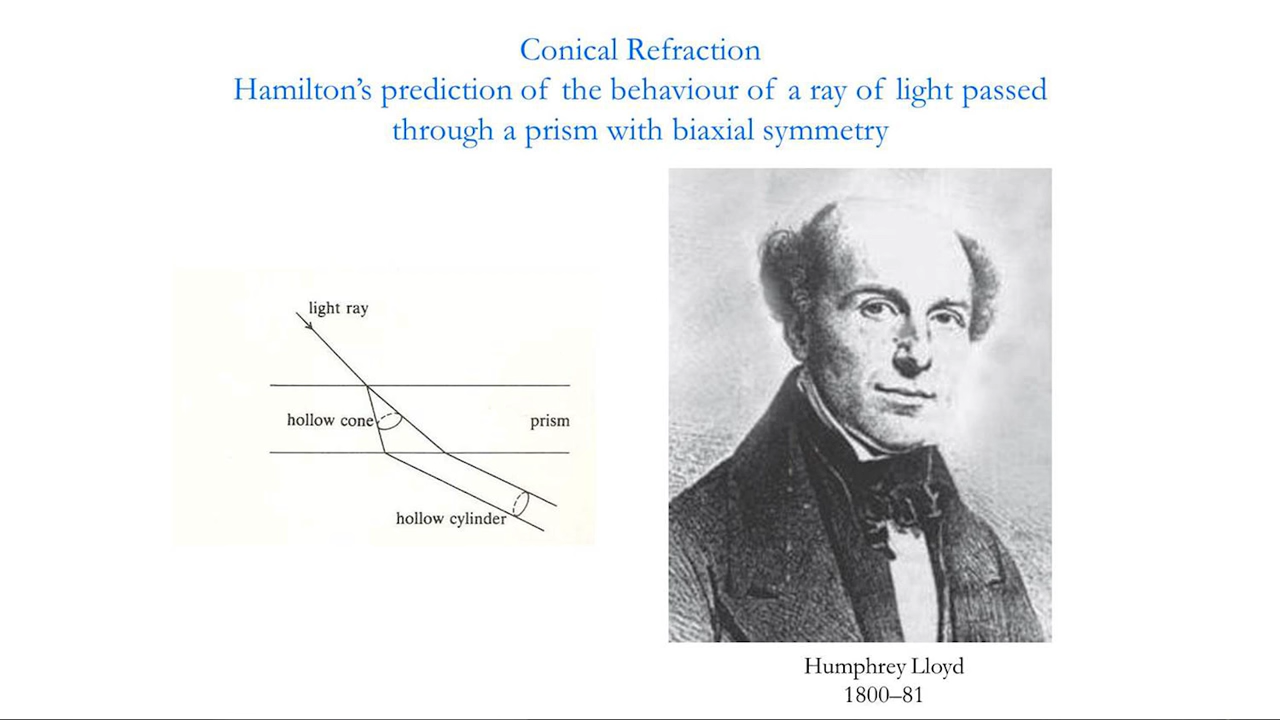 Conical Refraction
Hamilton's prediction of the behaviour of a ray of light passed
through a prism with biaxial symmetry
light ray
hollow cone
prism
hollow cylinder
Humphrey Lloyd
1800–81